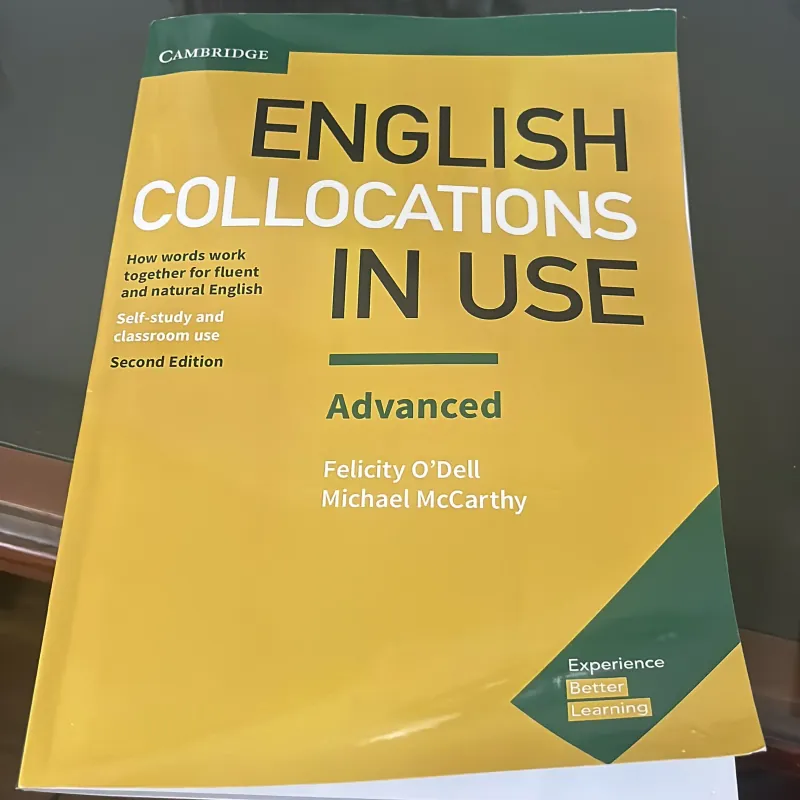 CAMBRIDGE
ENGLISH
COLLOCATIONS
IN USE
How words work
together for fluent
and natural English
Self-study and
classroom use
Second Edition
Advanced
Felicity O'Dell
Michael McCarthy
Experience
Better
Learning